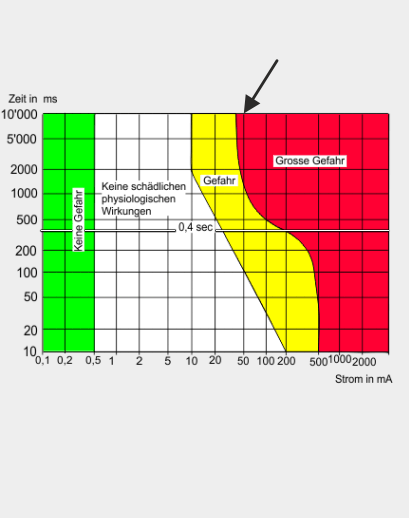 Zeit in ms
10'000
5'000
2000
1000
500
200
100
50
20
10
Keine Gefahr
Keine schädlichen
physiologischen
Wirkungen
Gefahr
Grosse Gefahr
0,4 sec
0,1 0,2 0,5 1 2 5 10 20 50 100 200 500 1000 2000
Strom in mA